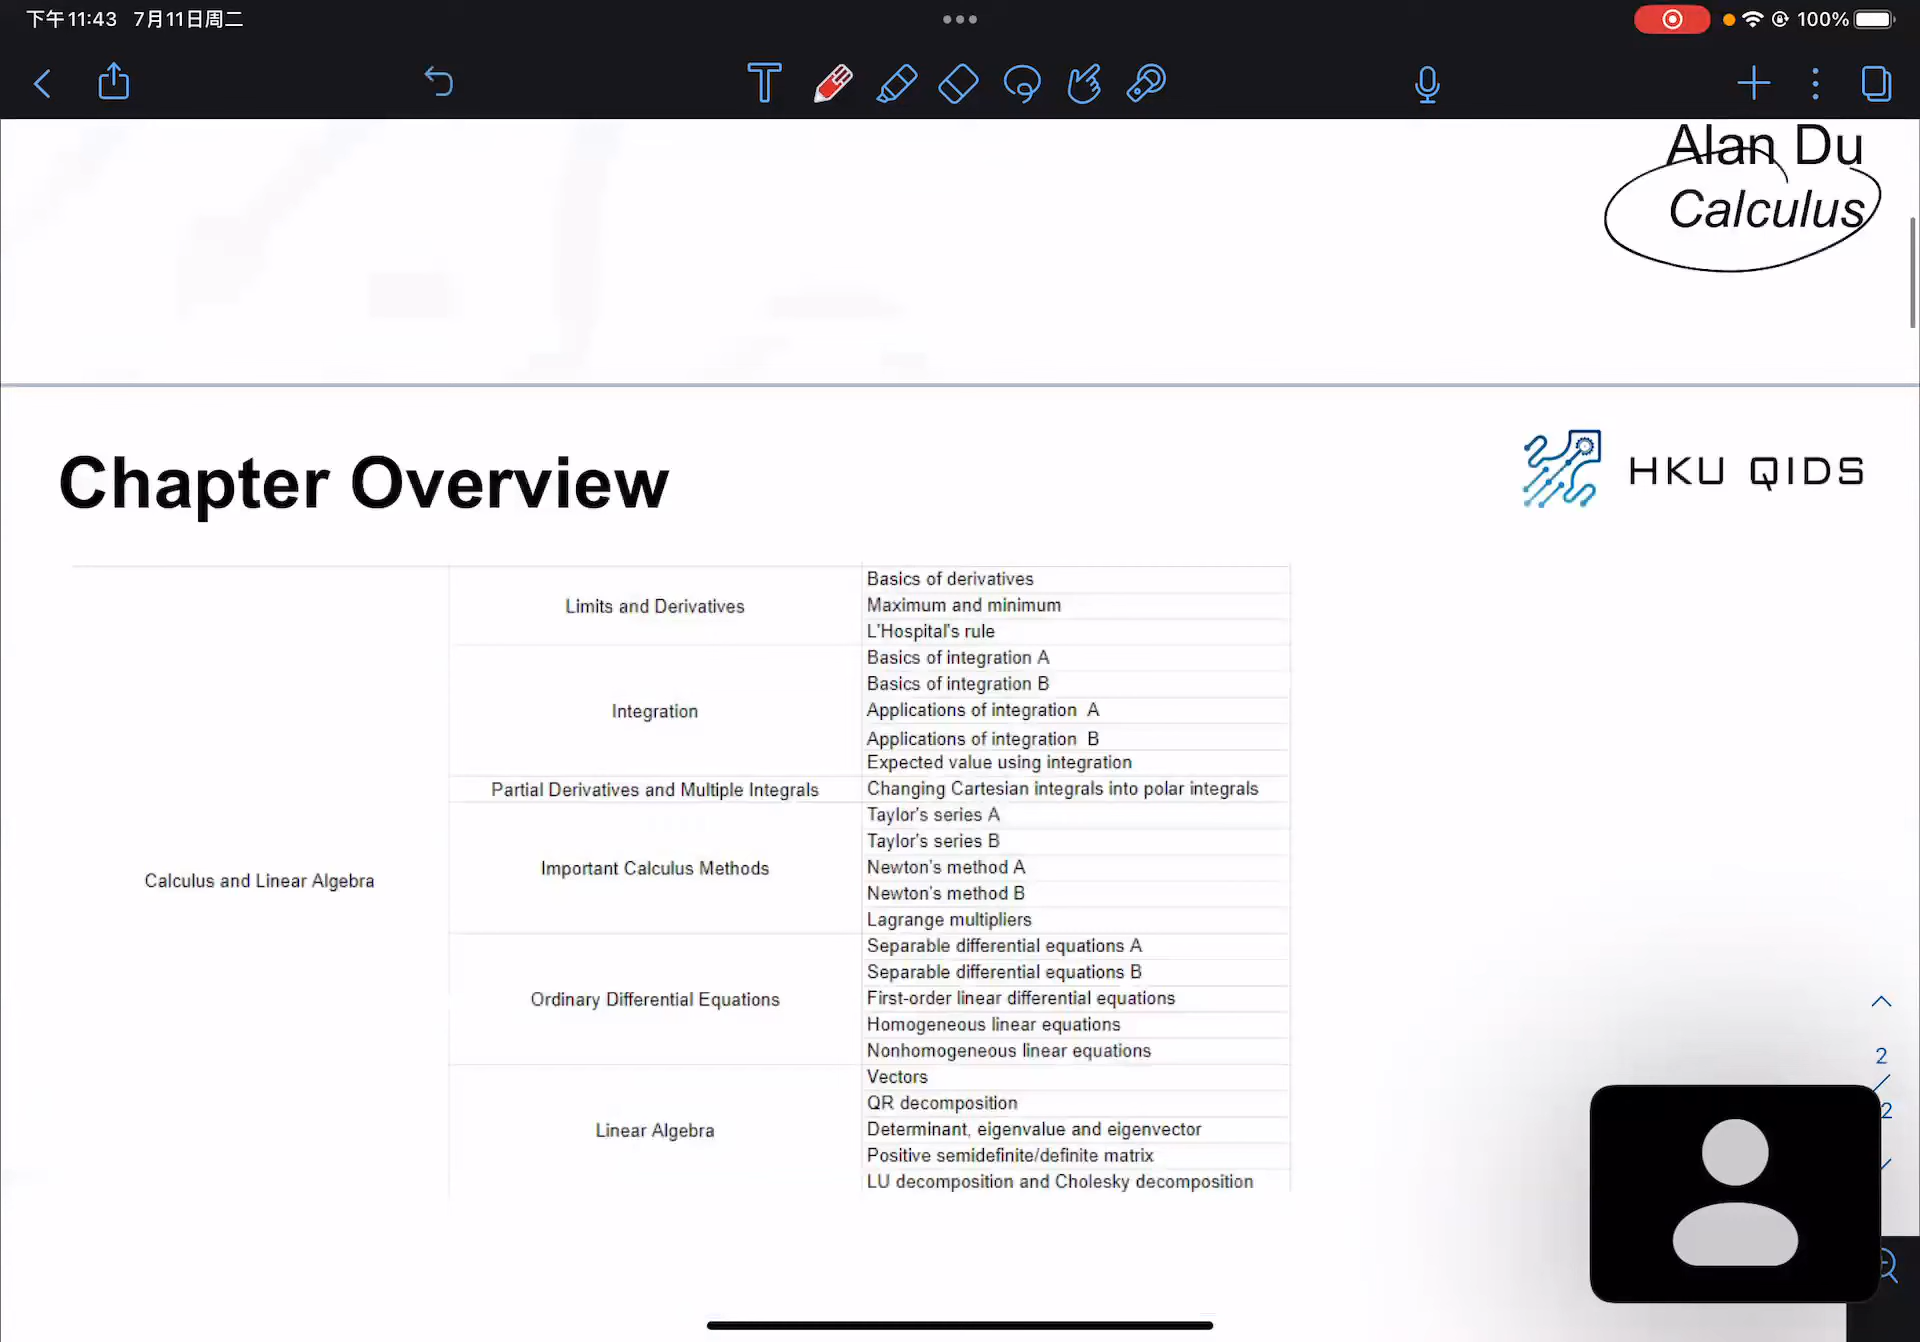 下午11:43 7月11日周二
100%
Alan Du
Calculus
Chapter Overview
HKU QIDS
Calculus and Linear Algebra
Limits and Derivatives
Basics of derivatives
Maximum and minimum
L'Hospital's rule
Integration
Basics of integration A
Basics of integration B
Applications of integration A
Applications of integration B
Expected value using integration
Partial Derivatives and Multiple Integrals
Changing Cartesian integrals into polar integrals
Important Calculus Methods
Taylor's series A
Taylor's series B
Newton's method A
Newton's method B
Lagrange multipliers
Ordinary Differential Equations
Separable differential equations A
Separable differential equations B
First-order linear differential equations
Homogeneous linear equations
Nonhomogeneous linear equations
Linear Algebra
Vectors
QR decomposition
Determinant, eigenvalue and eigenvector
Positive semidefinite/definite matrix
LU decomposition and Cholesky decomposition
2
/
2